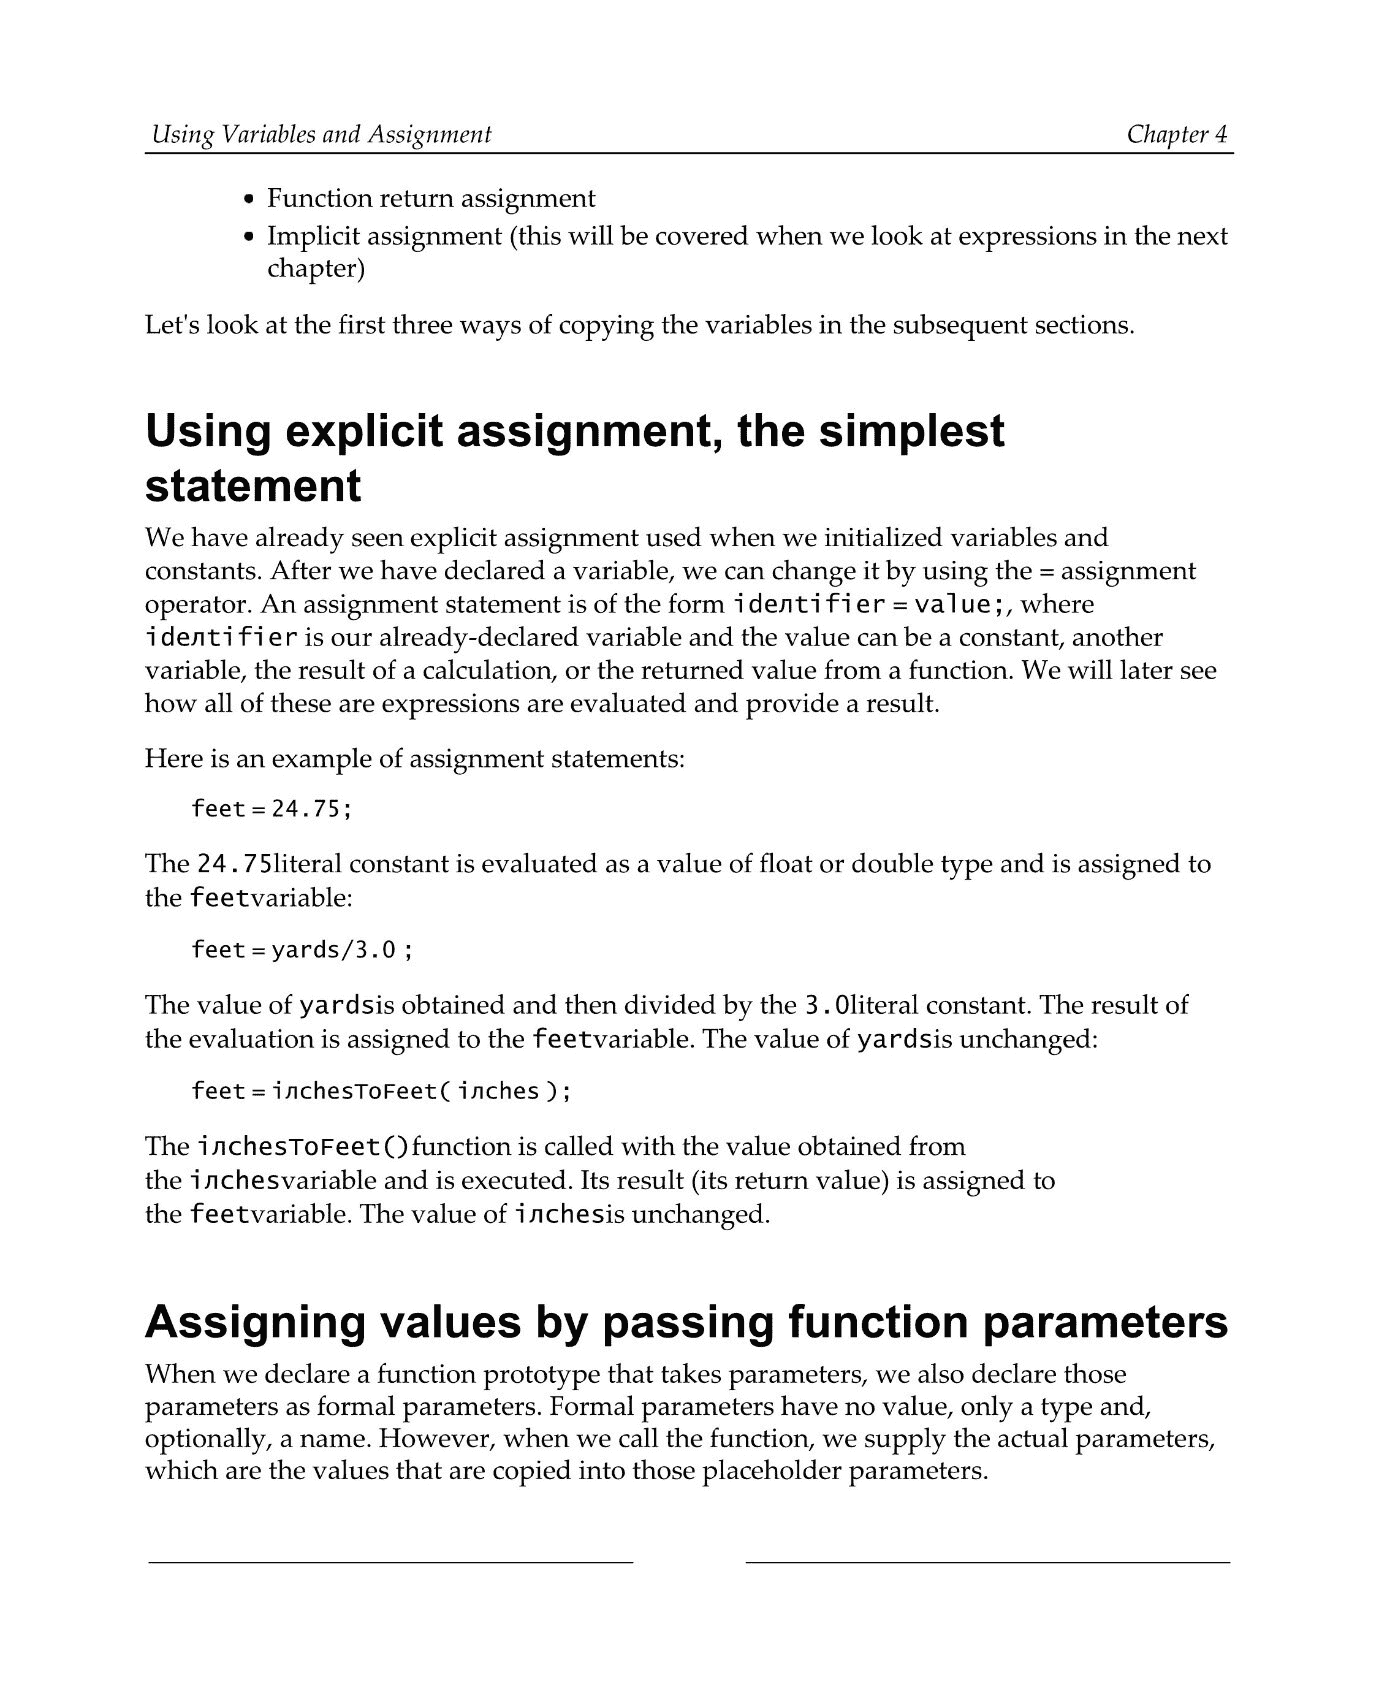 Using Variables and Assignment Chapter 4
• Function return assignment
• Implicit assignment (this will be covered when we look at expressions in the next
chapter)
Let's look at the first three ways of copying the variables in the subsequent sections.
Using explicit assignment, the simplest
statement
We have already seen explicit assignment used when we initialized variables and
constants. After we have declared a variable, we can change it by using the = assignment
operator. An assignment statement is of the form ideлtifier = value;, where
ideлtifier is our already-declared variable and the value can be a constant, another
variable, the result of a calculation, or the returned value from a function. We will later see
how all of these are expressions are evaluated and provide a result.
Here is an example of assignment statements:
feet = 24.75;
The 24.75literal constant is evaluated as a value of float or double type and is assigned to
the feetvariable:
feet = yards/3.0 ;
The value of yardsis obtained and then divided by the 3.0literal constant. The result of
the evaluation is assigned to the feetvariable. The value of yardsis unchanged:
feet = iлchesToFeet( iлches );
The iлchesToFeet()function is called with the value obtained from
the iлchesvariable and is executed. Its result (its return value) is assigned to
the feetvariable. The value of iлchesis unchanged.
Assigning values by passing function parameters
When we declare a function prototype that takes parameters, we also declare those
parameters as formal parameters. Formal parameters have no value, only a type and,
optionally, a name. However, when we call the function, we supply the actual parameters,
which are the values that are copied into those placeholder parameters.